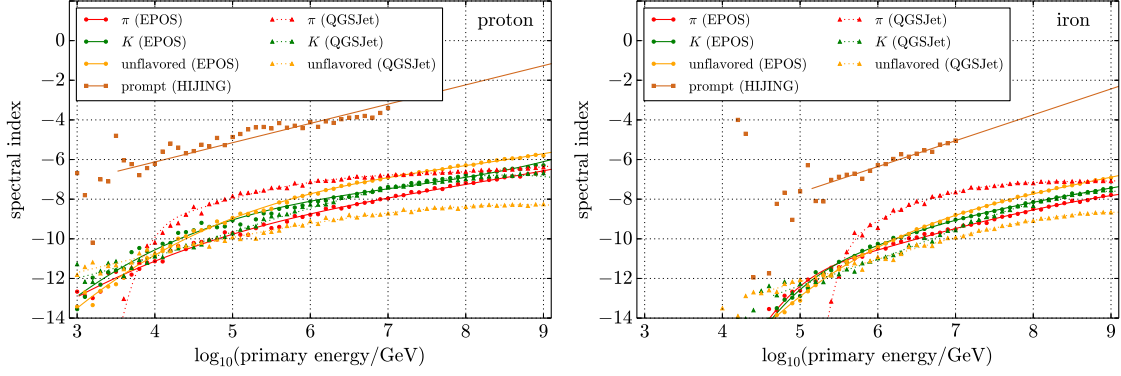 proton
π (EPOS)
K (EPOS)
unflavored (EPOS)
prompt (HIJING)
π (QGSJet)
K (QGSJet)
unflavored (QGSJet)
spectral index
0
−2
−4
−6
−8
−10
−12
−14
3 4 5 6 7 8 9
log₁₀(primary energy/GeV)
iron
π (EPOS)
K (EPOS)
unflavored (EPOS)
prompt (HIJING)
π (QGSJet)
K (QGSJet)
unflavored (QGSJet)
spectral index
0
−2
−4
−6
−8
−10
−12
−14
3 4 5 6 7 8 9
log₁₀(primary energy/GeV)